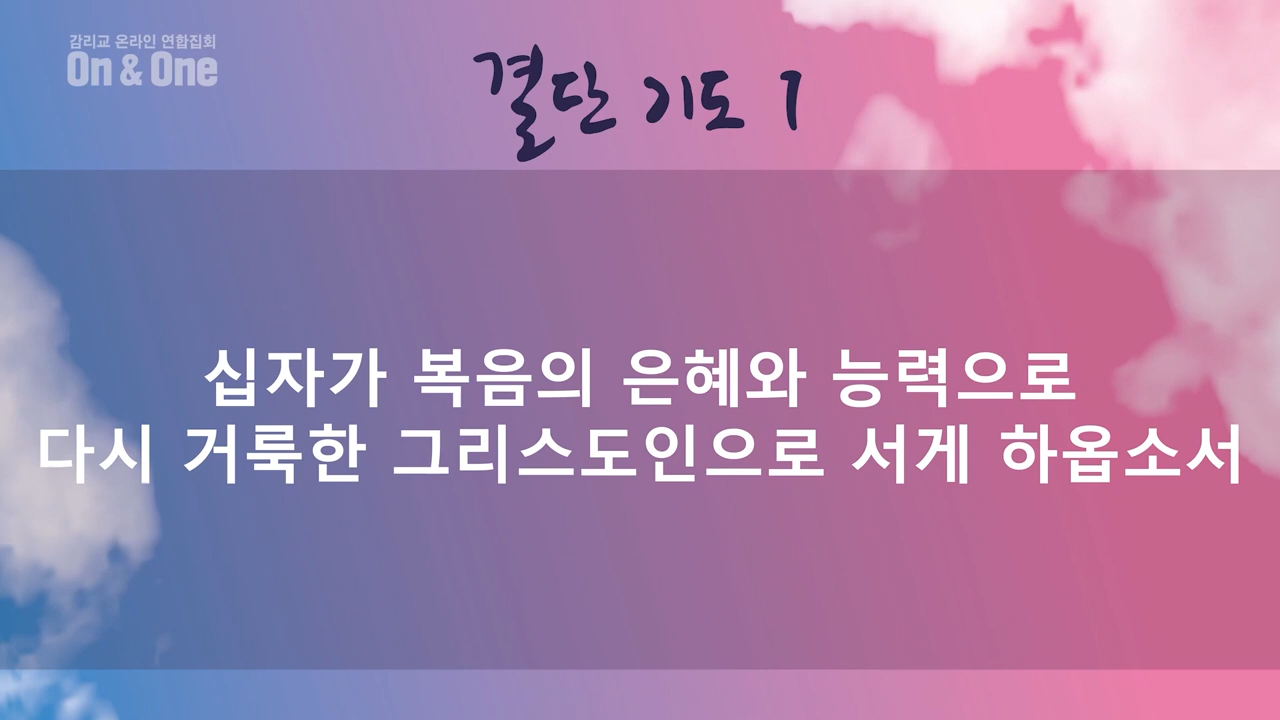 감리교 온라인 연합집회
On & One
결단 기도 1
십자가 복음의 은혜와 능력으로
다시 거룩한 그리스도인으로 서게 하옵소서